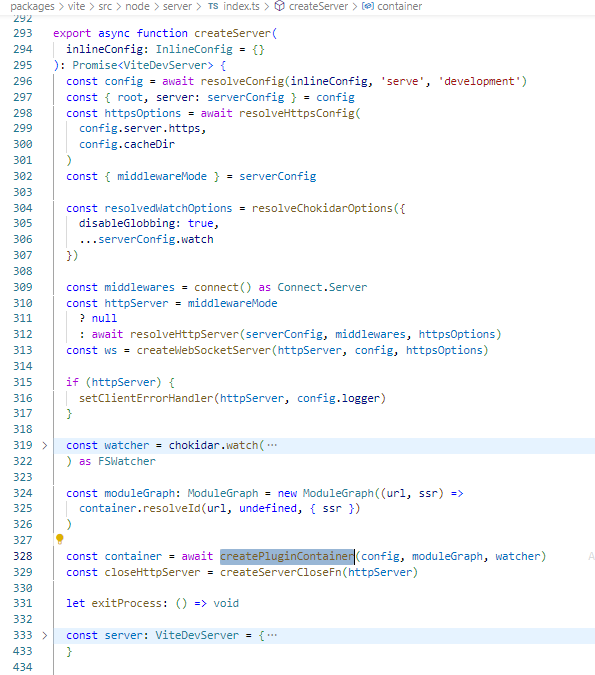 packages > vite > src > node > server > TS index.ts > createServer > container
292
293 export async function createServer(
294   inlineConfig: InlineConfig = {}
295 ): Promise<ViteDevServer> {
296   const config = await resolveConfig(inlineConfig, 'serve', 'development')
297   const { root, server: serverConfig } = config
298   const httpsOptions = await resolveHttpsConfig(
299     config.server.https,
300     config.cacheDir
301   )
302   const { middlewareMode } = serverConfig
303
304   const resolvedWatchOptions = resolveChokidarOptions({
305     disableGlobbing: true,
306     ...serverConfig.watch
307   })
308
309   const middlewares = connect() as Connect.Server
310   const httpServer = middlewareMode
311     ? null
312     : await resolveHttpServer(serverConfig, middlewares, httpsOptions)
313   const ws = createWebSocketServer(httpServer, config, httpsOptions)
314
315   if (httpServer) {
316     setClientErrorHandler(httpServer, config.logger)
317   }
318
319 > const watcher = chokidar.watch( ⋯
322   ) as FSWatcher
323
324   const moduleGraph: ModuleGraph = new ModuleGraph((url, ssr) =>
325     container.resolveId(url, undefined, { ssr })
326   )
327
328   const container = await createPluginContainer(config, moduleGraph, watcher) A
329   const closeHttpServer = createServerCloseFn(httpServer)
330
331   let exitProcess: () => void
332
333 > const server: ViteDevServer = { ⋯
433   }
434